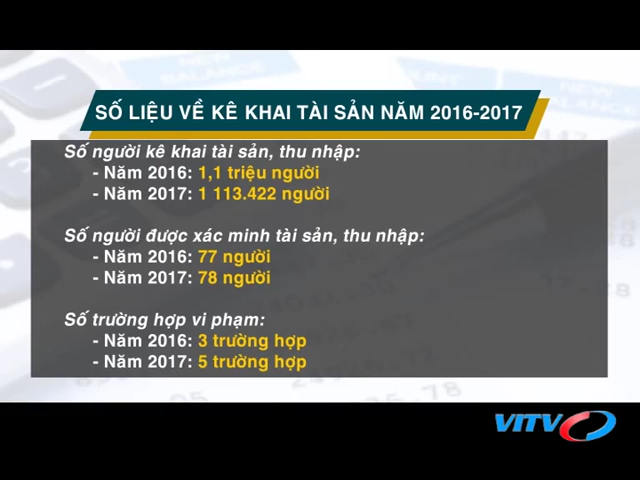 SỐ LIỆU VỀ KÊ KHAI TÀI SẢN NĂM 2016-2017
Số người kê khai tài sản, thu nhập:
- Năm 2016: 1,1 triệu người
- Năm 2017: 1 113.422 người
Số người được xác minh tài sản, thu nhập:
- Năm 2016: 77 người
- Năm 2017: 78 người
Số trường hợp vi phạm:
- Năm 2016: 3 trường hợp
- Năm 2017: 5 trường hợp
VITV